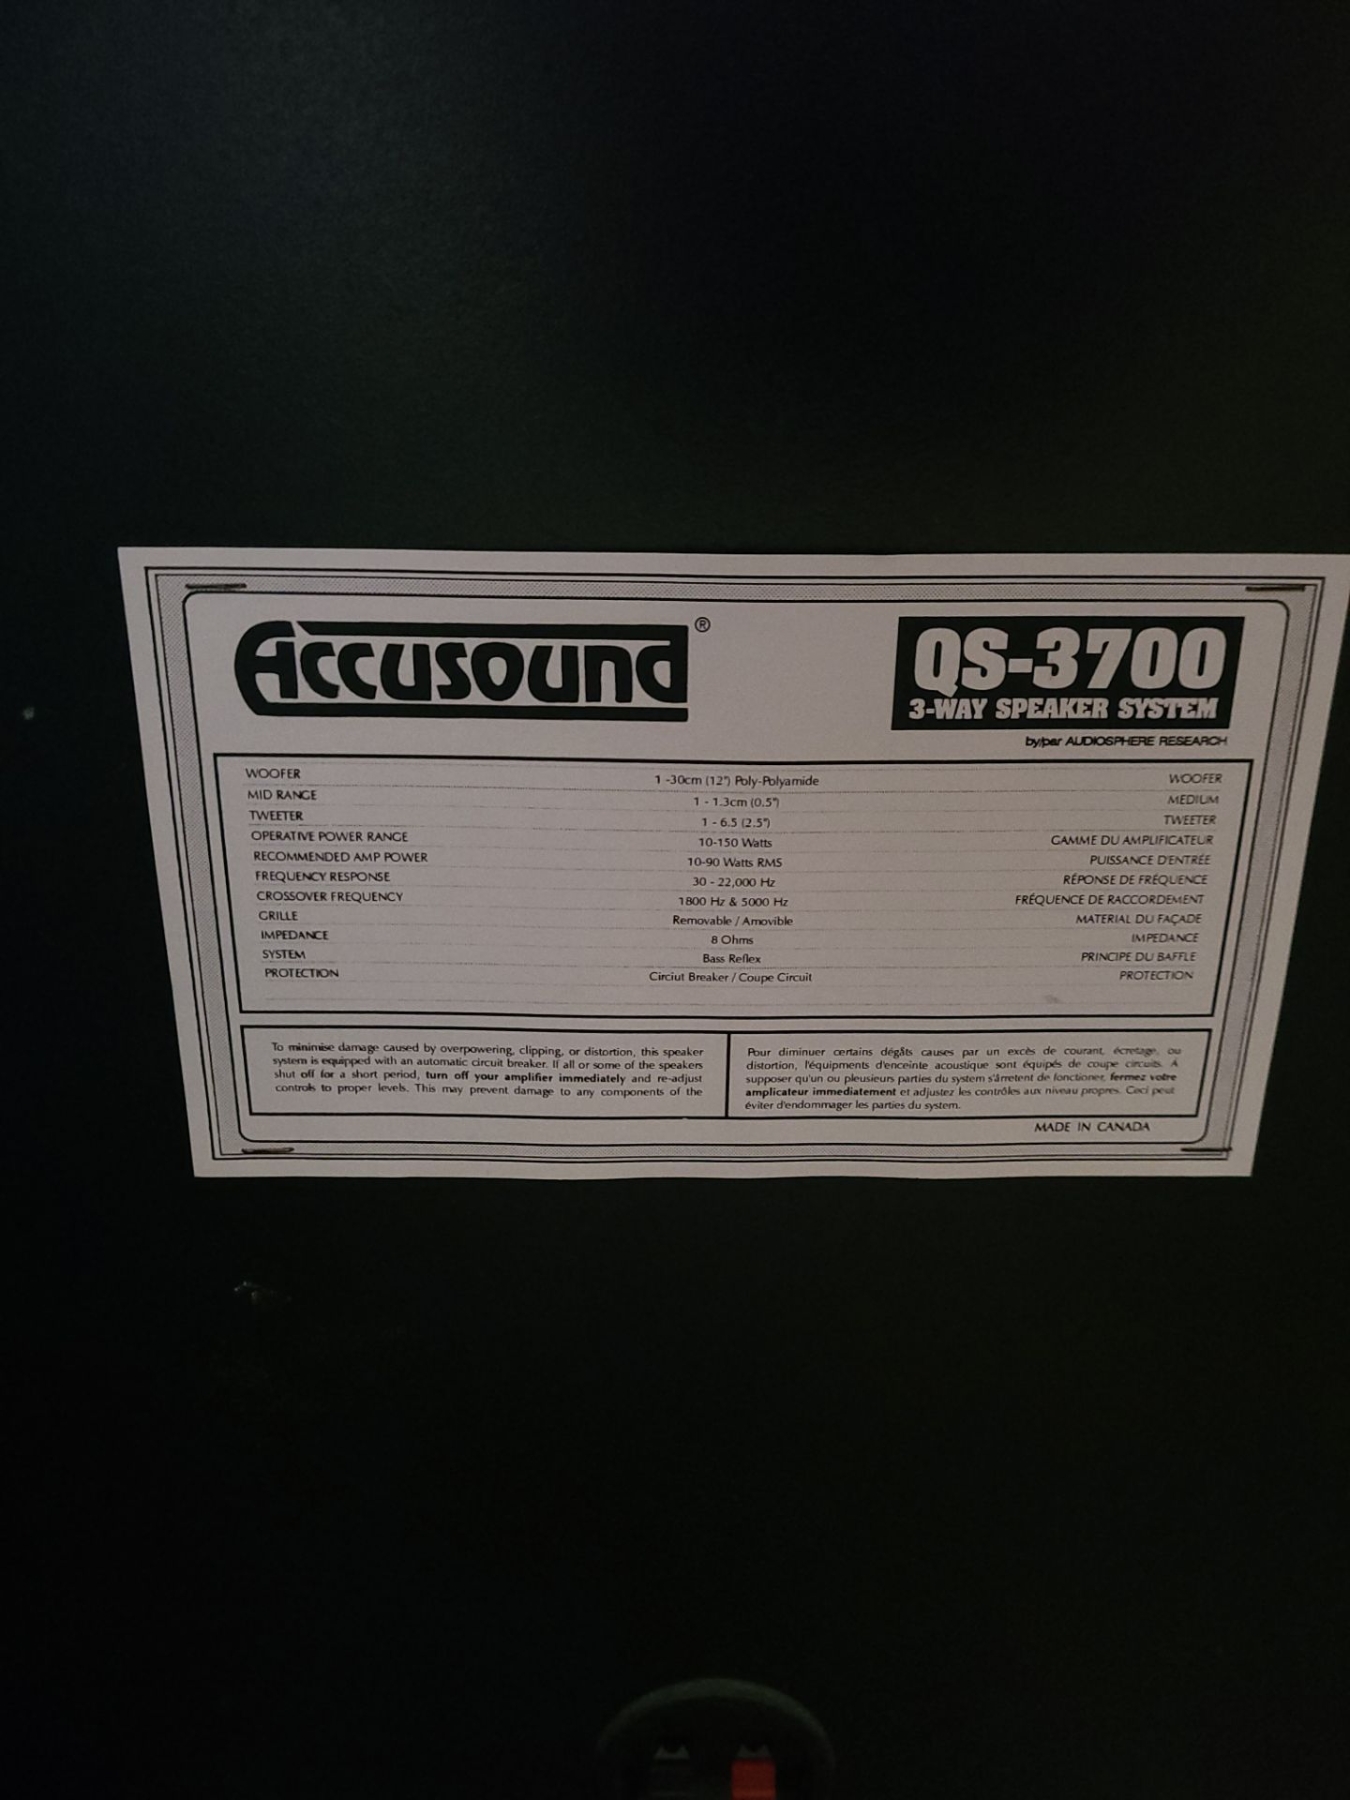 Accusound®
QS-3700
3-WAY SPEAKER SYSTEM
by/par AUDIOSPHERE RESEARCH
WOOFER 1 -30cm (12") Poly-Polyamide WOOFER
MID RANGE 1 - 1.3cm (0.5") MEDIUM
TWEETER 1 - 6.5 (2.5") TWEETER
OPERATIVE POWER RANGE 10-150 Watts GAMME DU AMPLIFICATEUR
RECOMMENDED AMP POWER 10-90 Watts RMS PUISSANCE D'ENTRÉE
FREQUENCY RESPONSE 30 - 22,000 Hz RÉPONSE DE FRÉQUENCE
CROSSOVER FREQUENCY 1800 Hz & 5000 Hz FRÉQUENCE DE RACCORDEMENT
GRILLE Removable / Amovible MATERIAL DU FAÇADE
IMPEDANCE 8 Ohms IMPEDANCE
SYSTEM Bass Reflex PRINCIPE DU BAFFLE
PROTECTION Circiut Breaker / Coupe Circuit PROTECTION
To minimise damage caused by overpowering, clipping, or distortion, this speaker
system is equipped with an automatic circuit breaker. If all or some of the speakers
shut off for a short period, turn off your amplifier immediately and re-adjust
controls to proper levels. This may prevent damage to any components of the
Pour diminuer certains dégâts causes par un excès de courant, écretage, ou
distortion, l'équipments d'enceinte acoustique sont équipés de coupe circuits. A
supposer qu'un ou pleusieurs parties du system s'àrretent de fonctioner, fermez votre
amplicateur immediatement et adjustez les contrôles aux niveau propres. Ceci peut
éviter d'endommager les parties du system.
MADE IN CANADA